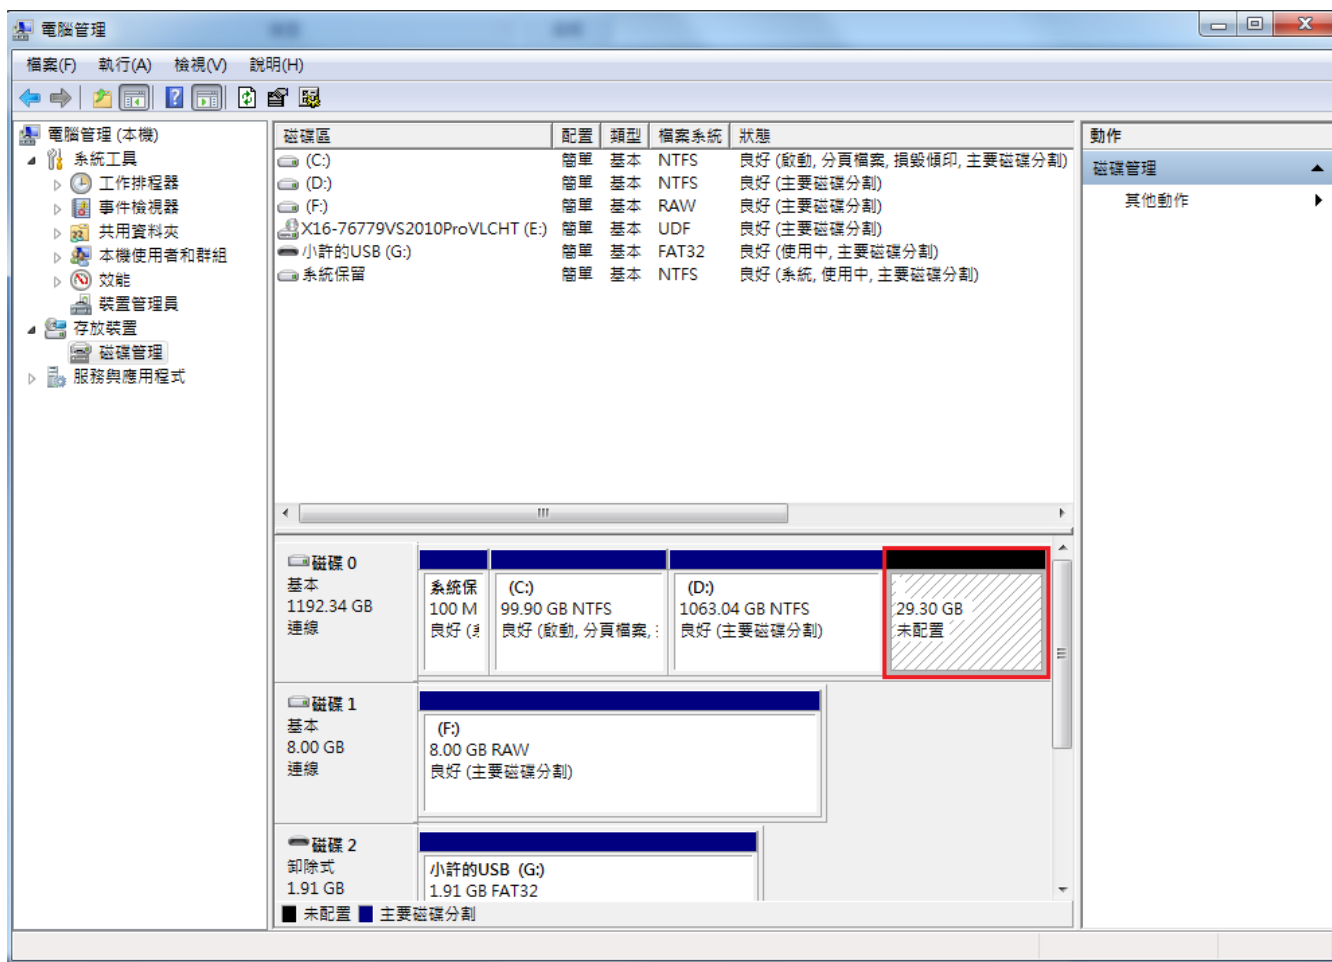 電腦管理
檔案(F) 執行(A) 檢視(V) 說明(H)
電腦管理 (本機)
系統工具
工作排程器
事件檢視器
共用資料夾
本機使用者和群組
效能
裝置管理員
存放裝置
磁碟管理
服務與應用程式
磁碟區 配置 類型 檔案系統 狀態
(C:) 簡單 基本 NTFS 良好 (啟動, 分頁檔案, 損毀傾印, 主要磁碟分割)
(D:) 簡單 基本 NTFS 良好 (主要磁碟分割)
(F:) 簡單 基本 RAW 良好 (主要磁碟分割)
X16-76779VS2010ProVLCHT (E:) 簡單 基本 UDF 良好 (主要磁碟分割)
小許的USB (G:) 簡單 基本 FAT32 良好 (使用中, 主要磁碟分割)
系統保留 簡單 基本 NTFS 良好 (系統, 使用中, 主要磁碟分割)
磁碟 0
基本
1192.34 GB
連線
系統保
100 M
良好 (
(C:)
99.90 GB NTFS
良好 (啟動, 分頁檔案,
(D:)
1063.04 GB NTFS
良好 (主要磁碟分割)
29.30 GB
未配置
磁碟 1
基本
8.00 GB
連線
(F:)
8.00 GB RAW
良好 (主要磁碟分割)
磁碟 2
卸除式
1.91 GB
小許的USB (G:)
1.91 GB FAT32
未配置 主要磁碟分割
動作
磁碟管理
其他動作